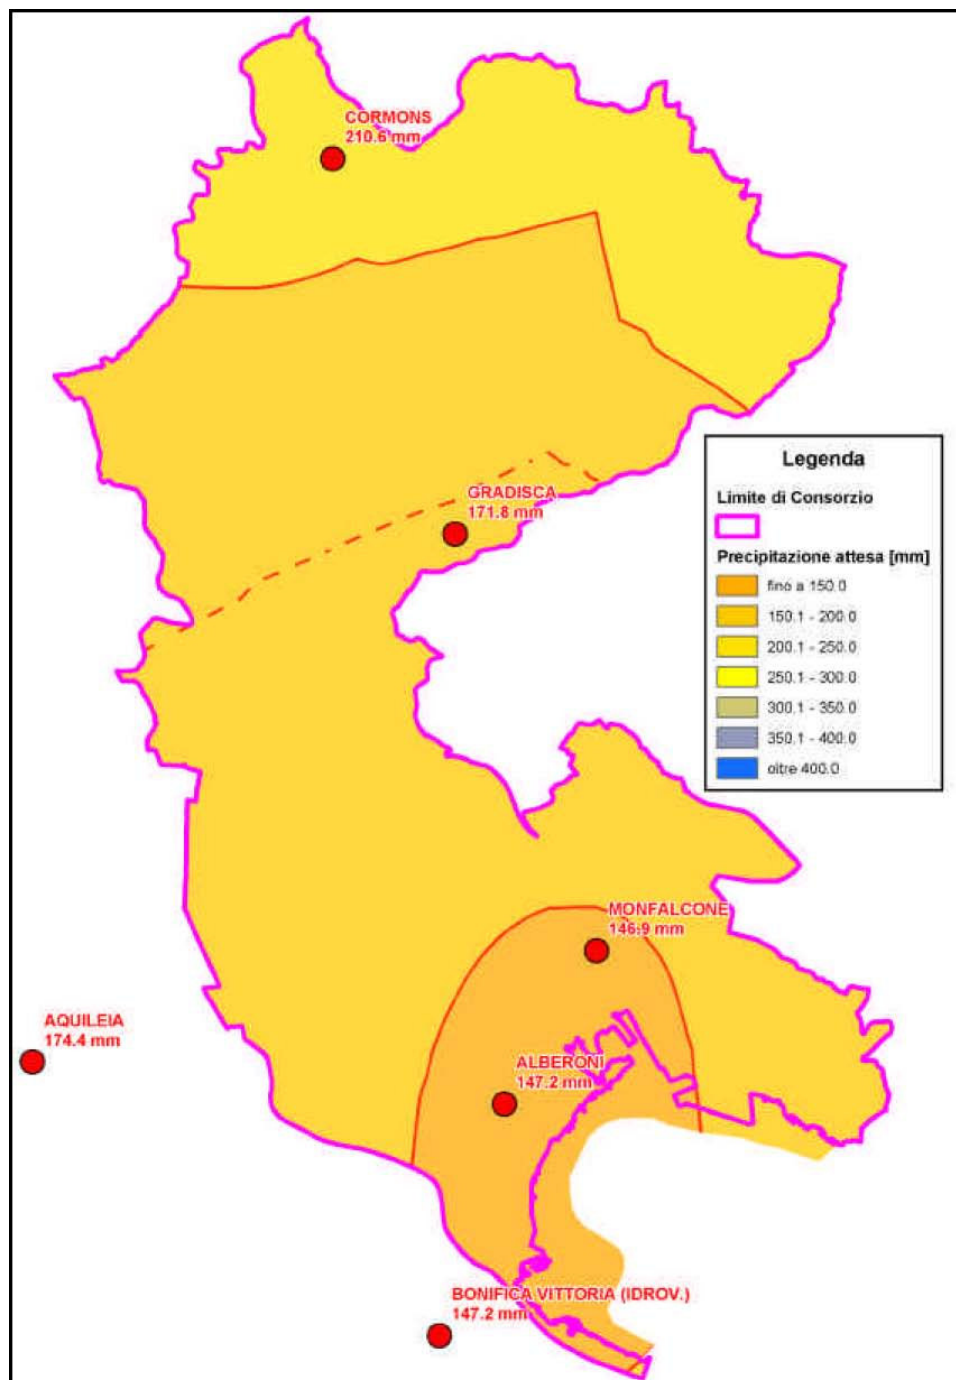 CORMONS
210.6 mm
GRADISCA
171.8 mm
Legenda
Limite di Consorzio
Precipitazione attesa [mm]
fino a 150.0
150.1 - 200.0
200.1 - 250.0
250.1 - 300.0
300.1 - 350.0
350.1 - 400.0
oltre 400.0
MONFALCONE
146.9 mm
AQUILEIA
174.4 mm
ALBERONI
147.2 mm
BONIFICA VITTORIA (IDROV.)
147.2 mm